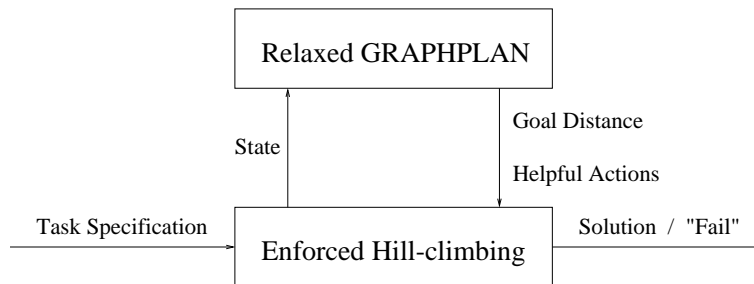 Relaxed GRAPHPLAN
State
Goal Distance
Helpful Actions
Task Specification
Enforced Hill-climbing
Solution / "Fail"